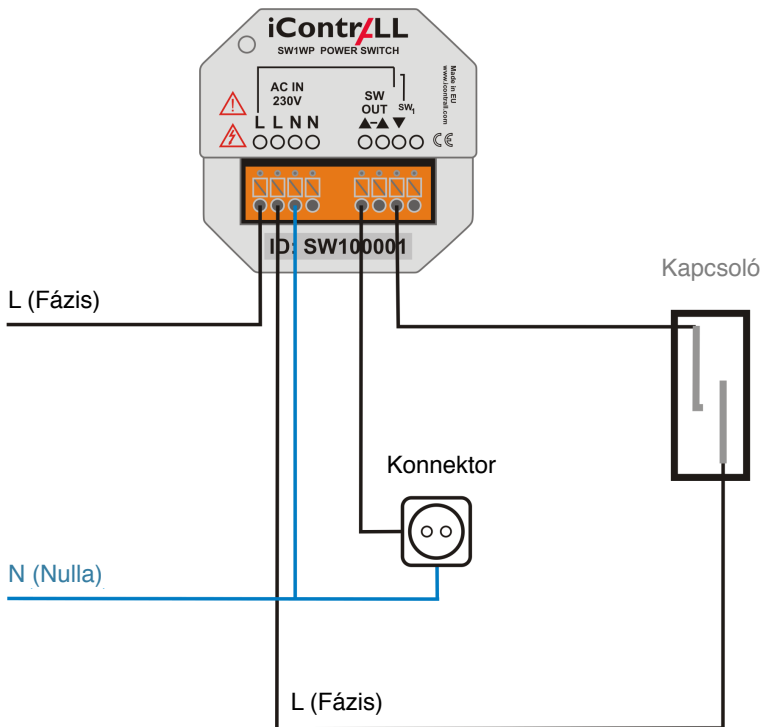 iContrALL
SW1WP POWER SWITCH
AC IN
230V
L L N N
SW
OUT
SW1
Made in EU
www.icontrall.com
CE
ID: SW100001
Kapcsoló
L (Fázis)
Konnektor
N (Nulla)
L (Fázis)